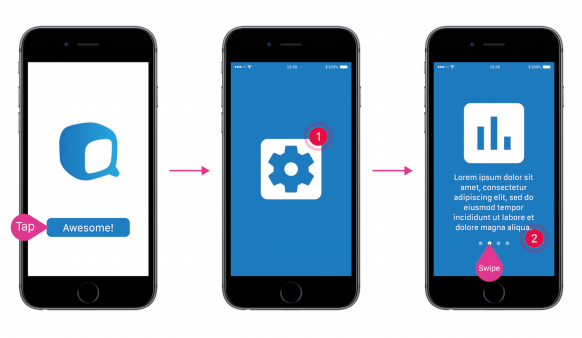 Tap
Awesome!
12:00
1
12:00
100%
Lorem ipsum dolor sit
amet, consectetur
adipiscing elit, sed do
eiusmod tempor
incididunt ut labore et
dolore magna aliqua.
2
Swipe